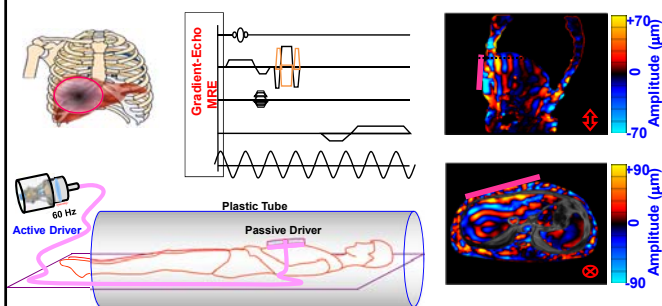 Gradient-Echo
MRE
60 Hz
Active Driver
Plastic Tube
Passive Driver
+70
0
-70
Amplitude (μm)
+90
0
-90
Amplitude (μm)